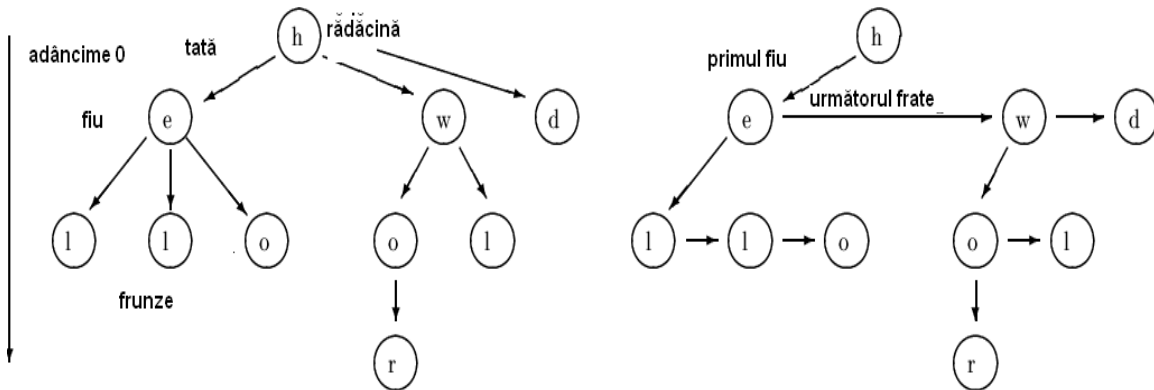 h rădăcină h
adâncime 0 tată
primul fiu
următorul frate
fiu e w d e w d
l l o o l l l o o l
frunze
r r